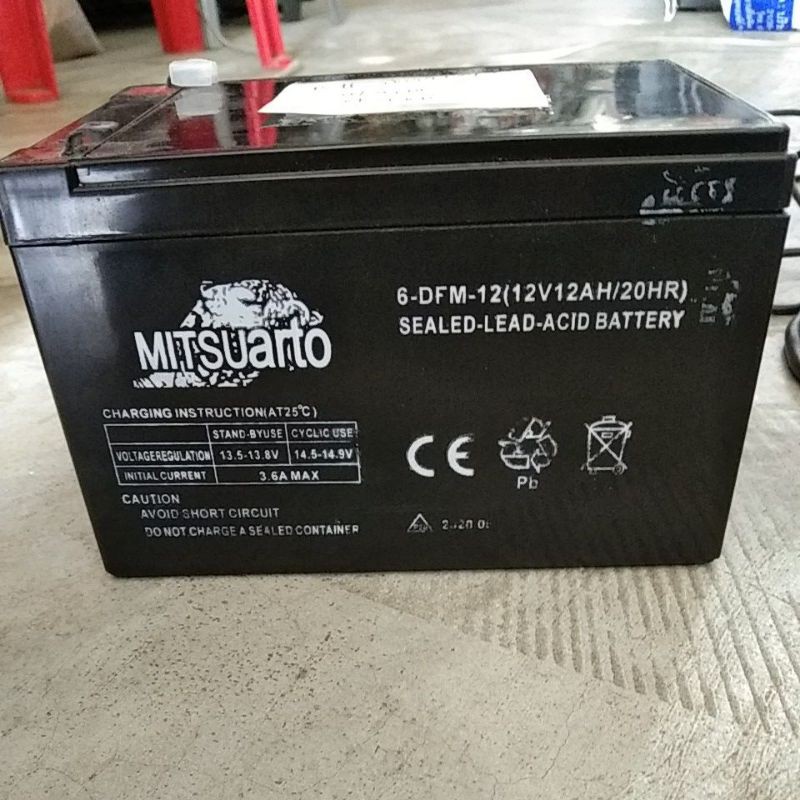 MITSUarto
6-DFM-12(12V12AH/20HR)
SEALED-LEAD-ACID BATTERY
CHARGING INSTRUCTION(AT25℃)
STAND-BYUSE CYCLIC USE
VOLTAGEREGULATION 13.5-13.8V 14.5-14.9V
INITIAL CURRENT 3.6A MAX
CAUTION
AVOID SHORT CIRCUIT
DO NOT CHARGE A SEALED CONTAINER
CE
Pb